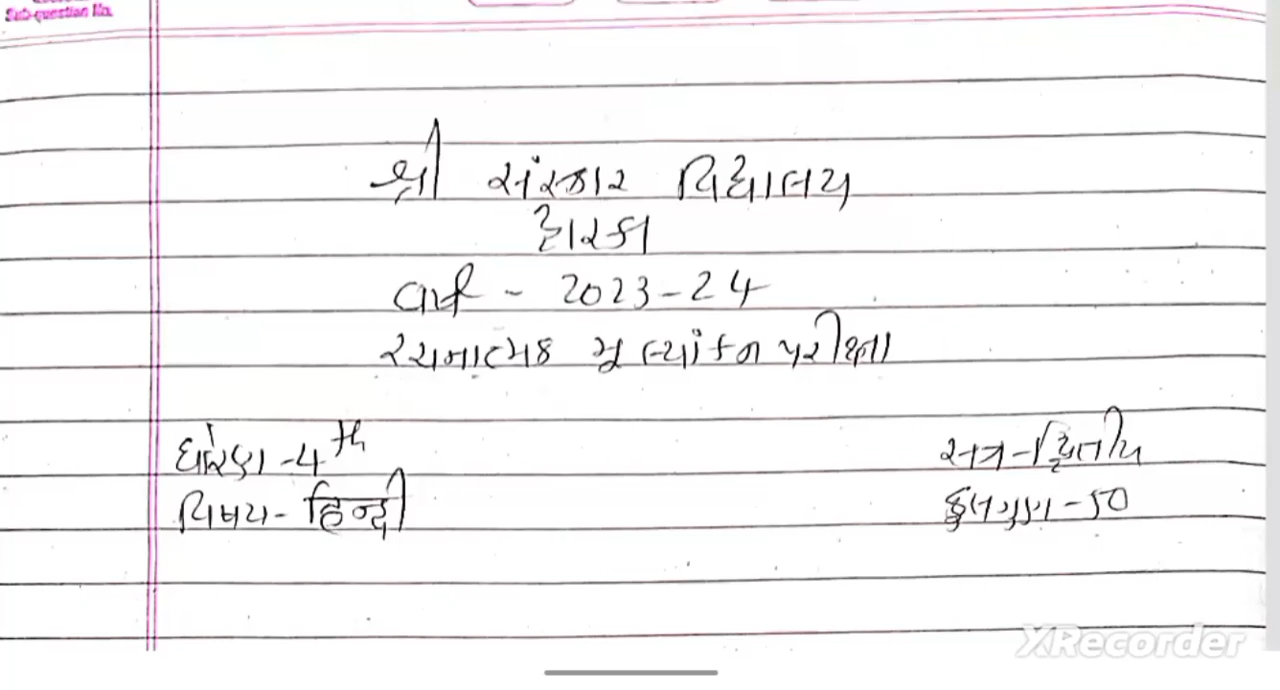 Sub-question No.
શ્રી સંસ્કાર વિદ્યાલય
દ્વારકા
વર્ષ - 2023-24
રચનાત્મક મૂલ્યાંકન પરીક્ષા
ધોરણ - 4th
સત્ર - દ્વિતીય
વિષય - हिन्दी
કુલગુણ - 50
XRecorder